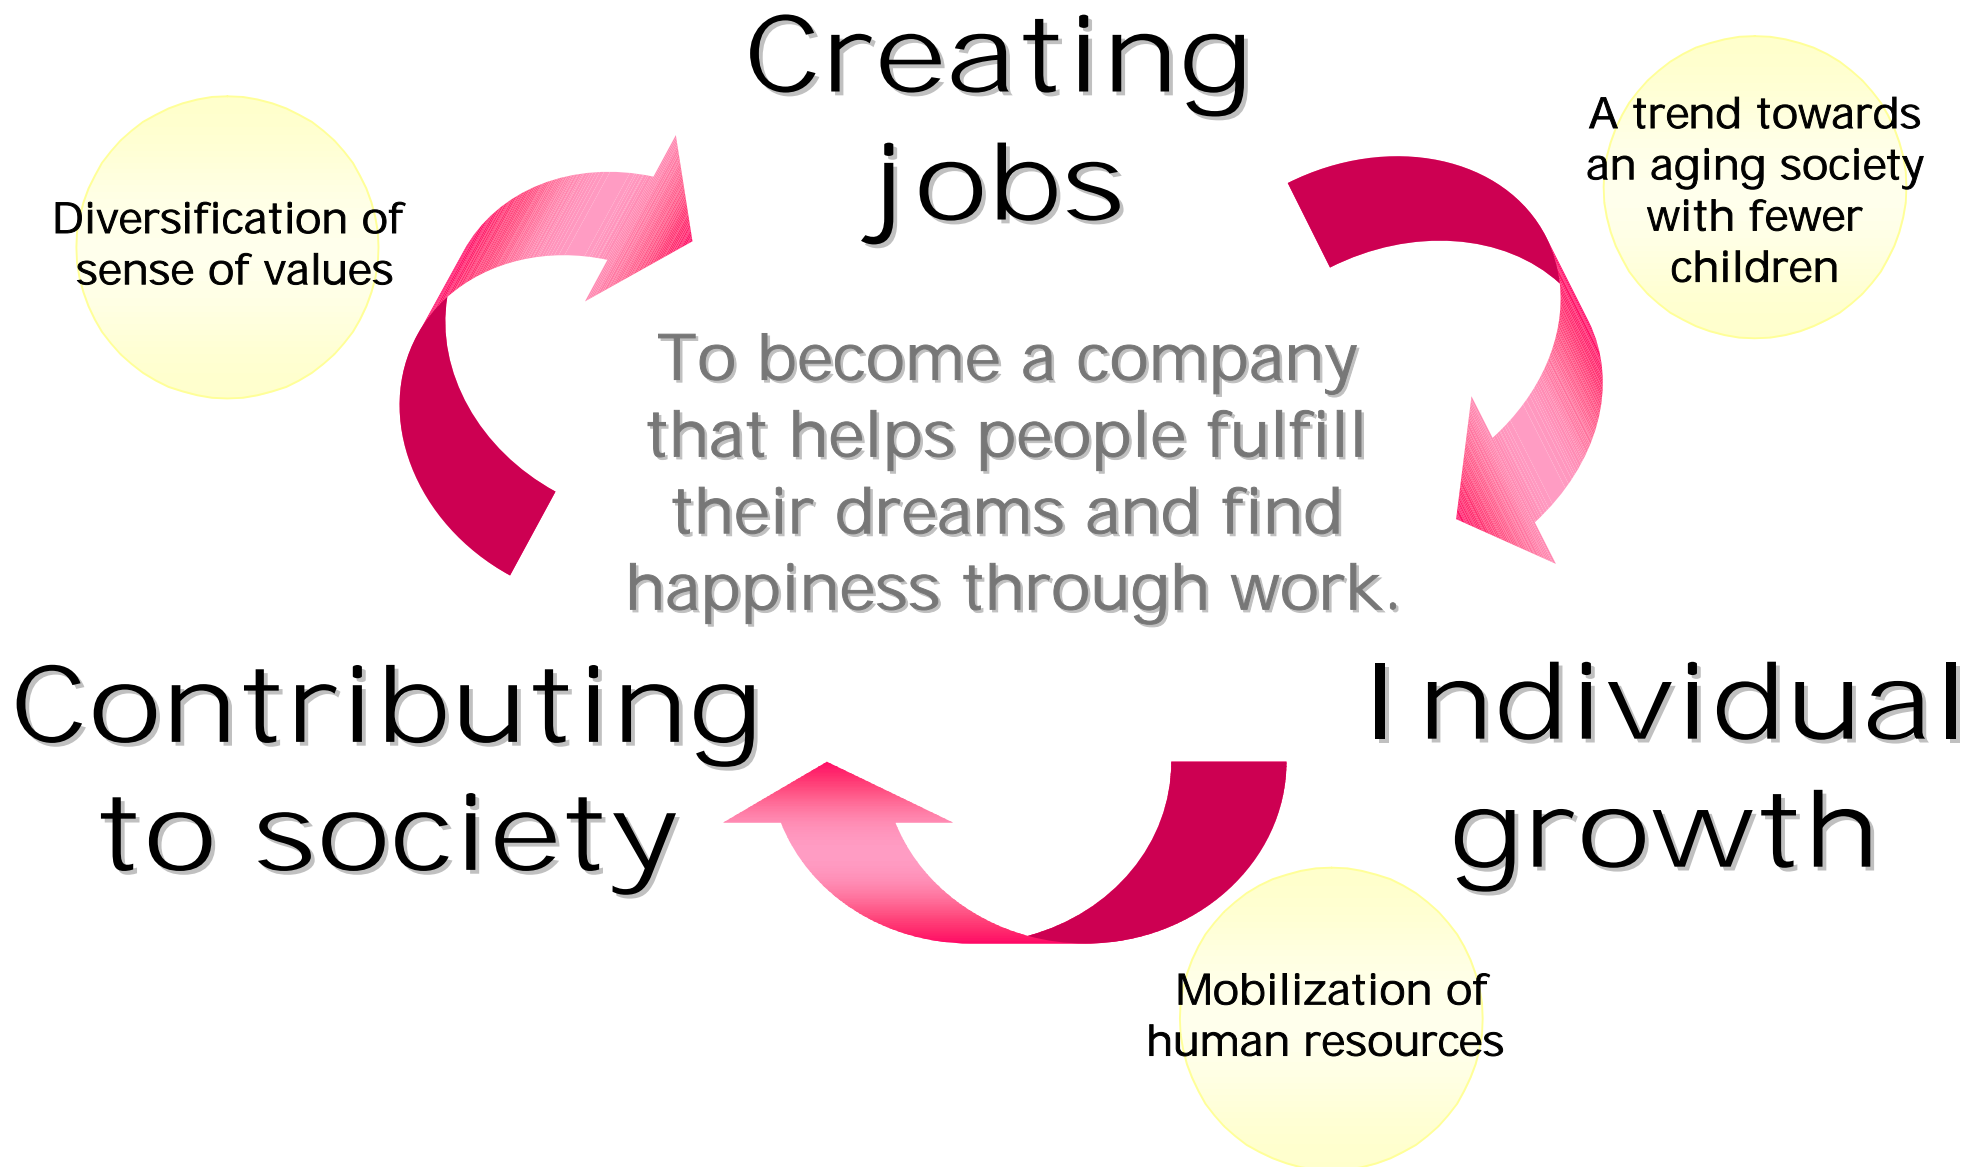 Creating
jobs
A trend towards
an aging society
with fewer
children
Diversification of
sense of values
To become a company
that helps people fulfill
their dreams and find
happiness through work.
Contributing
to society
Individual
growth
Mobilization of
human resources